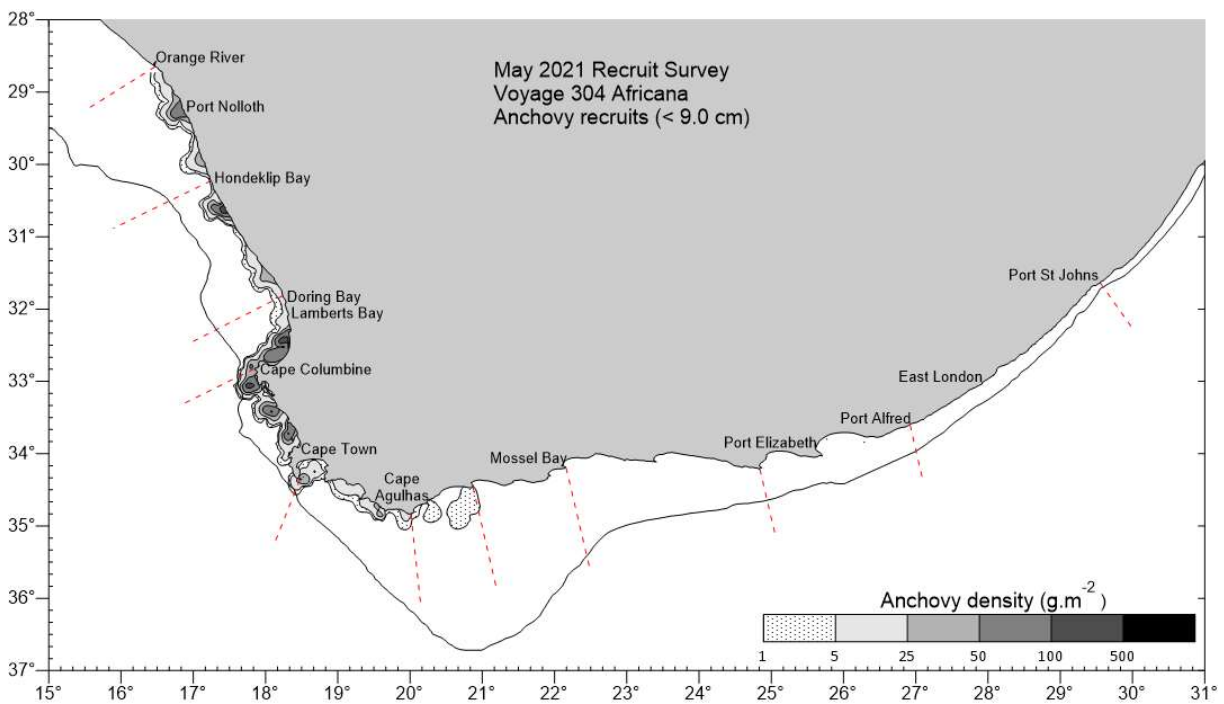 28°
29°
30°
31°
32°
33°
34°
35°
36°
37°
Orange River
Port Nolloth
Hondeklip Bay
Doring Bay
Lamberts Bay
Cape Columbine
Cape Town
Cape
Agulhas
Mossel Bay
Port Elizabeth
Port Alfred
East London
Port St Johns
May 2021 Recruit Survey
Voyage 304 Africana
Anchovy recruits (< 9.0 cm)
Anchovy density (g.m-2)
1 5 25 50 100 500
15° 16° 17° 18° 19° 20° 21° 22° 23° 24° 25° 26° 27° 28° 29° 30° 31°